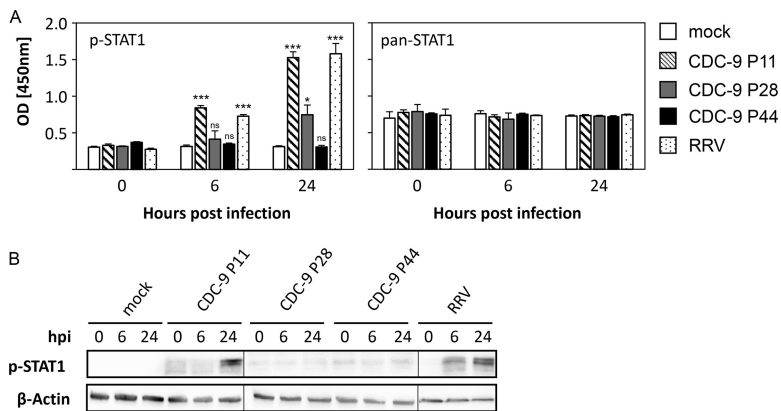 A
p-STAT1
pan-STAT1
OD [450nm]
2.0
1.5
1.0
0.5
***
***
ns
ns
***
***
*
ns
***
0 6 24
0 6 24
Hours post infection
Hours post infection
mock
CDC-9 P11
CDC-9 P28
CDC-9 P44
RRV
B
mock
CDC-9 P11
CDC-9 P28
CDC-9 P44
RRV
hpi 0 6 24 0 6 24 0 6 24 0 6 24 0 6 24
p-STAT1
β-Actin